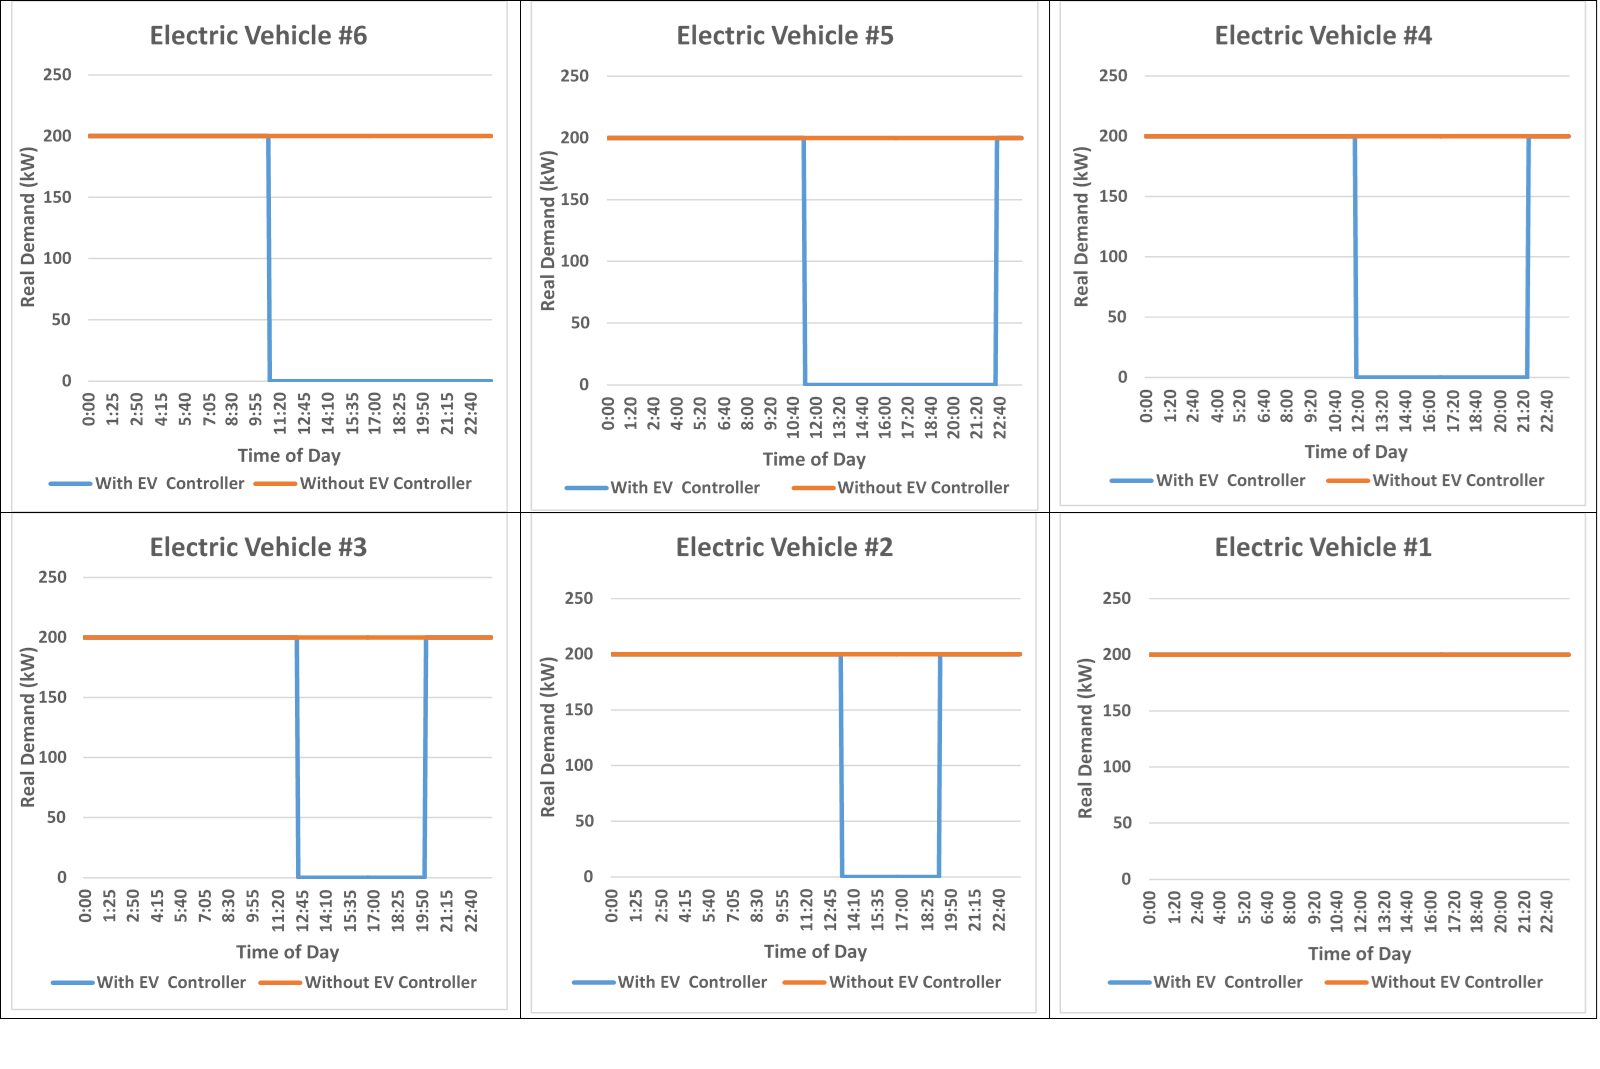 Electric Vehicle #6
250
200
150
100
50
0
Real Demand (kW)
0:00 1:25 2:50 4:15 5:40 7:05 8:30 9:55 11:20 12:45 14:10 15:35 17:00 18:25 19:50 21:15 22:40
Time of Day
With EV Controller Without EV Controller
Electric Vehicle #5
250
200
150
100
50
0
Real Demand (kW)
0:00 1:20 2:40 4:00 5:20 6:40 8:00 9:20 10:40 12:00 13:20 14:40 16:00 17:20 18:40 20:00 21:20 22:40
Time of Day
With EV Controller Without EV Controller
Electric Vehicle #4
250
200
150
100
50
0
Real Demand (kW)
0:00 1:20 2:40 4:00 5:20 6:40 8:00 9:20 10:40 12:00 13:20 14:40 16:00 17:20 18:40 20:00 21:20 22:40
Time of Day
With EV Controller Without EV Controller
Electric Vehicle #3
250
200
150
100
50
0
Real Demand (kW)
0:00 1:25 2:50 4:15 5:40 7:05 8:30 9:55 11:20 12:45 14:10 15:35 17:00 18:25 19:50 21:15 22:40
Time of Day
With EV Controller Without EV Controller
Electric Vehicle #2
250
200
150
100
50
0
Real Demand (kW)
0:00 1:25 2:50 4:15 5:40 7:05 8:30 9:55 11:20 12:45 14:10 15:35 17:00 18:25 19:50 21:15 22:40
Time of Day
With EV Controller Without EV Controller
Electric Vehicle #1
250
200
150
100
50
0
Real Demand (kW)
0:00 1:20 2:40 4:00 5:20 6:40 8:00 9:20 10:40 12:00 13:20 14:40 16:00 17:20 18:40 20:00 21:20 22:40
Time of Day
With EV Controller Without EV Controller